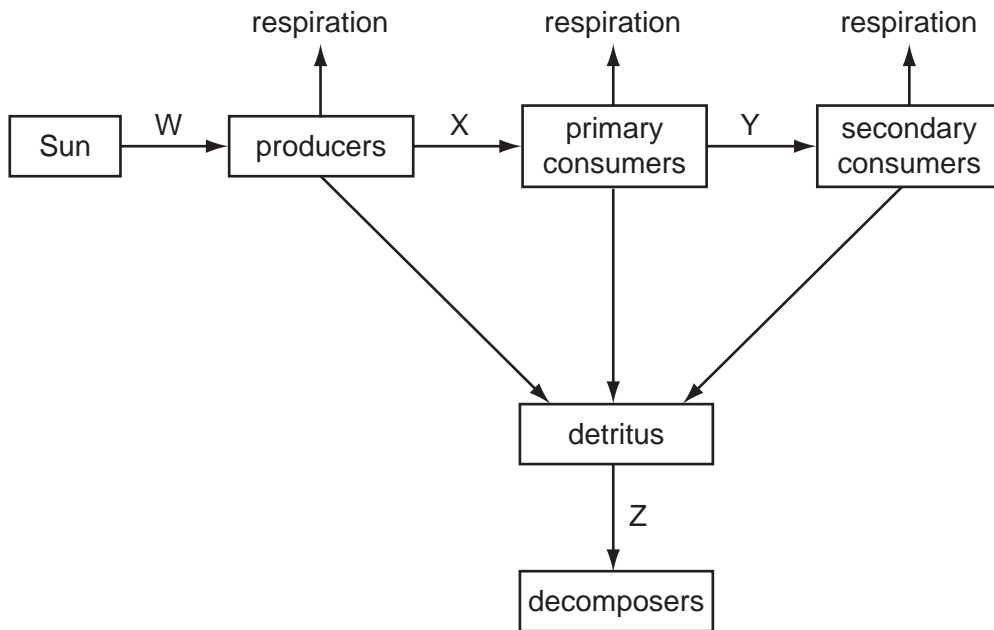 respiration
respiration
respiration
Sun
W
producers
X
primary
consumers
Y
secondary
consumers
detritus
Z
decomposers